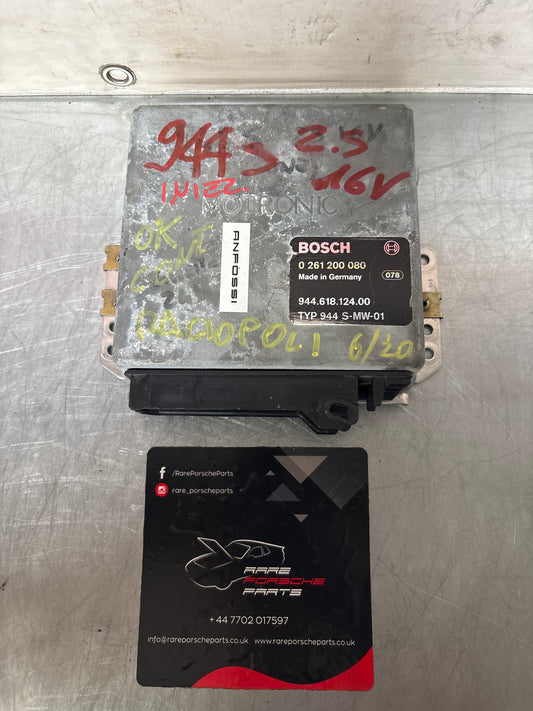 944 S 2.5
16V
INIEZ.
MOTRONIC
OK
ANFOSSI
BOSCH
0 261 200 080
Made in Germany
078
944.618.124.00
TYP 944 S-MW-01
6/20
/RarePorscheParts
rare_porscheparts
RARE
PORSCHE
PARTS
+44 7702 017597
info@rareporscheparts.co.uk www.rareporscheparts.co.uk